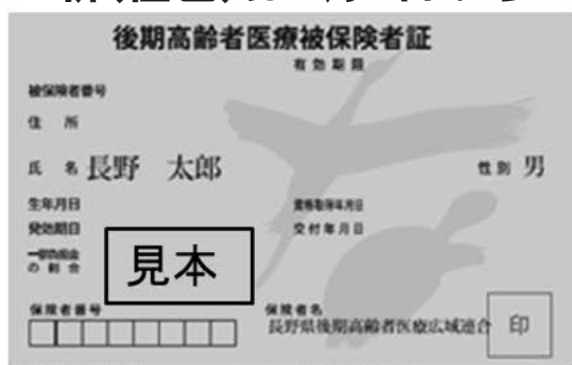 後期高齢者医療被保険者証
有効期限
被保険者番号
住 所
氏 名 長野 太郎 性別 男
生年月日 資格取得年月日
発効期日 交付年月日
一部負担金
の割合
見本
保険者番号 保険者名
長野県後期高齢者医療広域連合 印